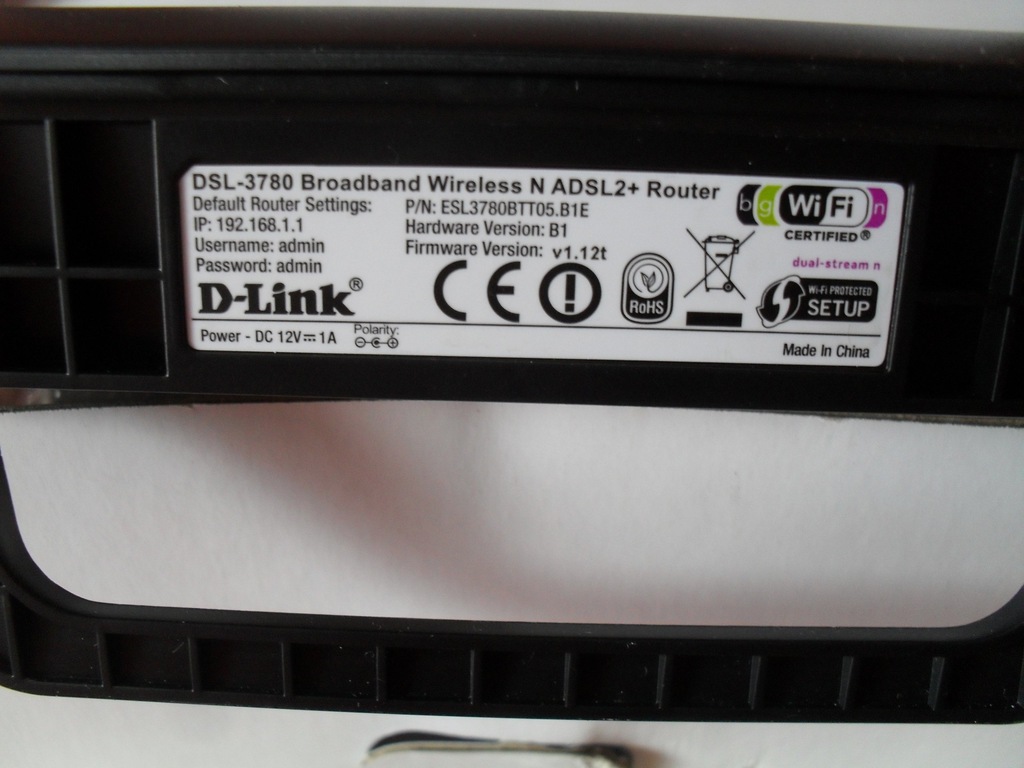 DSL-3780 Broadband Wireless N ADSL2+ Router
Default Router Settings:
IP: 192.168.1.1
Username: admin
Password: admin
P/N: ESL3780BTT05.B1E
Hardware Version: B1
Firmware Version: v1.12t
D-Link®
CE
RoHS
b g Wi Fi n
CERTIFIED®
dual-stream n
Wi-Fi PROTECTED
SETUP
Power - DC 12V⎓1A
Polarity:
Made In China